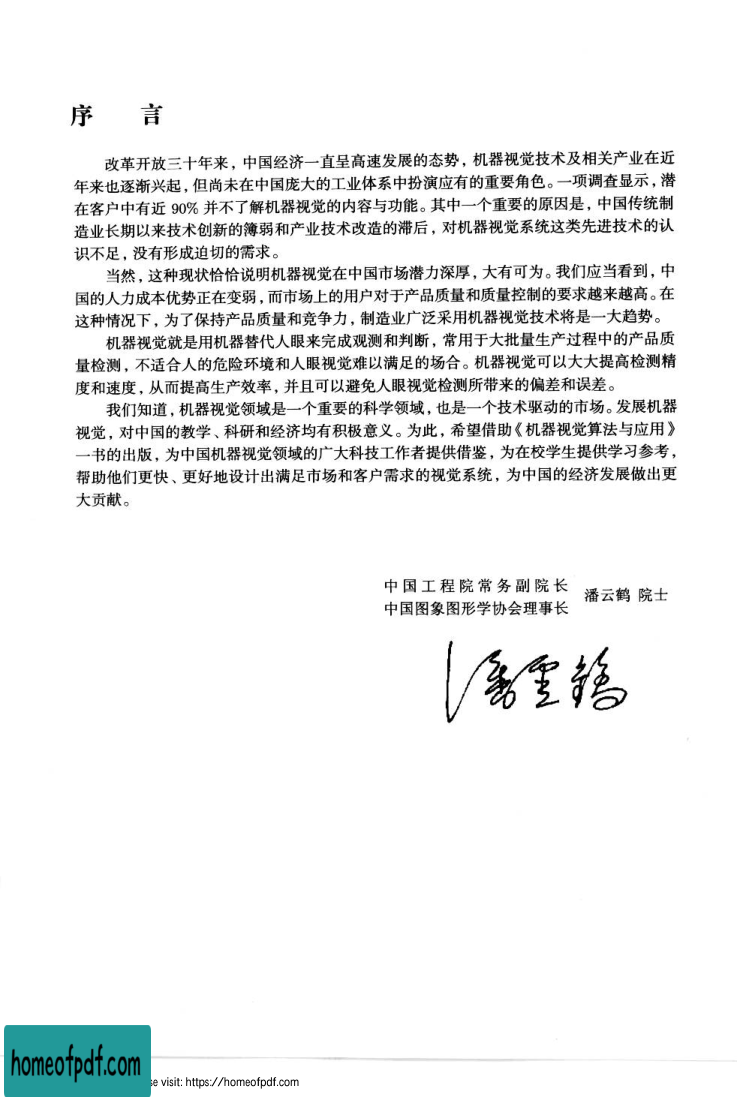 序 言
改革开放三十年来，中国经济一直呈高速发展的态势，机器视觉技术及相关产业在近
年来也逐渐兴起，但尚未在中国庞大的工业体系中扮演应有的重要角色。一项调查显示，潜
在客户中有近 90% 并不了解机器视觉的内容与功能。其中一个重要的原因是，中国传统制
造业长期以来技术创新的薄弱和产业技术改造的滞后，对机器视觉系统这类先进技术的认
识不足，没有形成迫切的需求。
当然，这种现状恰恰说明机器视觉在中国市场潜力深厚，大有可为。我们应当看到，中
国的人力成本优势正在变弱，而市场上的用户对于产品质量和质量控制的要求越来越高。在
这种情况下，为了保持产品质量和竞争力，制造业广泛采用机器视觉技术将是一大趋势。
机器视觉就是用机器替代人眼来完成观测和判断，常用于大批量生产过程中的产品质
量检测，不适合人的危险环境和人眼视觉难以满足的场合。机器视觉可以大大提高检测精
度和速度，从而提高生产效率，并且可以避免人眼视觉检测所带来的偏差和误差。
我们知道，机器视觉领域是一个重要的科学领域，也是一个技术驱动的市场。发展机器
视觉，对中国的教学、科研和经济均有积极意义。为此，希望借助《机器视觉算法与应用》
一书的出版，为中国机器视觉领域的广大科技工作者提供借鉴，为在校学生提供学习参考，
帮助他们更快、更好地设计出满足市场和客户需求的视觉系统，为中国的经济发展做出更
大贡献。
中国工程院常务副院长
中国图象图形学协会理事长
潘云鹤 院士
潘云鹤
homeofpdf.com
se visit: https://homeofpdf.com